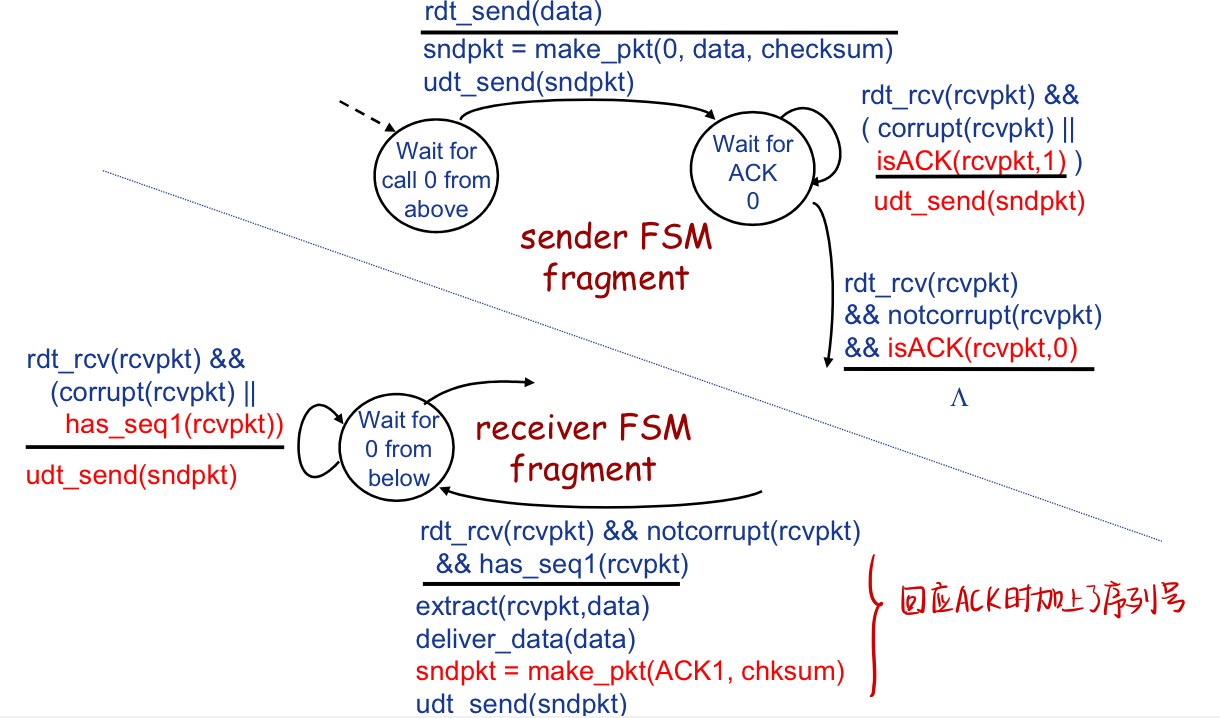 rdt_send(data)
sndpkt = make_pkt(0, data, checksum)
udt_send(sndpkt)
Wait for
call 0 from
above
Wait for
ACK
0
rdt_rcv(rcvpkt) &&
( corrupt(rcvpkt) ||
isACK(rcvpkt,1) )
udt_send(sndpkt)
sender FSM
fragment
rdt_rcv(rcvpkt)
&& notcorrupt(rcvpkt)
&& isACK(rcvpkt,0)
Λ
rdt_rcv(rcvpkt) &&
(corrupt(rcvpkt) ||
has_seq1(rcvpkt))
udt_send(sndpkt)
Wait for
0 from
below
receiver FSM
fragment
rdt_rcv(rcvpkt) && notcorrupt(rcvpkt)
&& has_seq1(rcvpkt)
extract(rcvpkt,data)
deliver_data(data)
sndpkt = make_pkt(ACK1, chksum)
udt_send(sndpkt)
回应ACK时加上了序列号